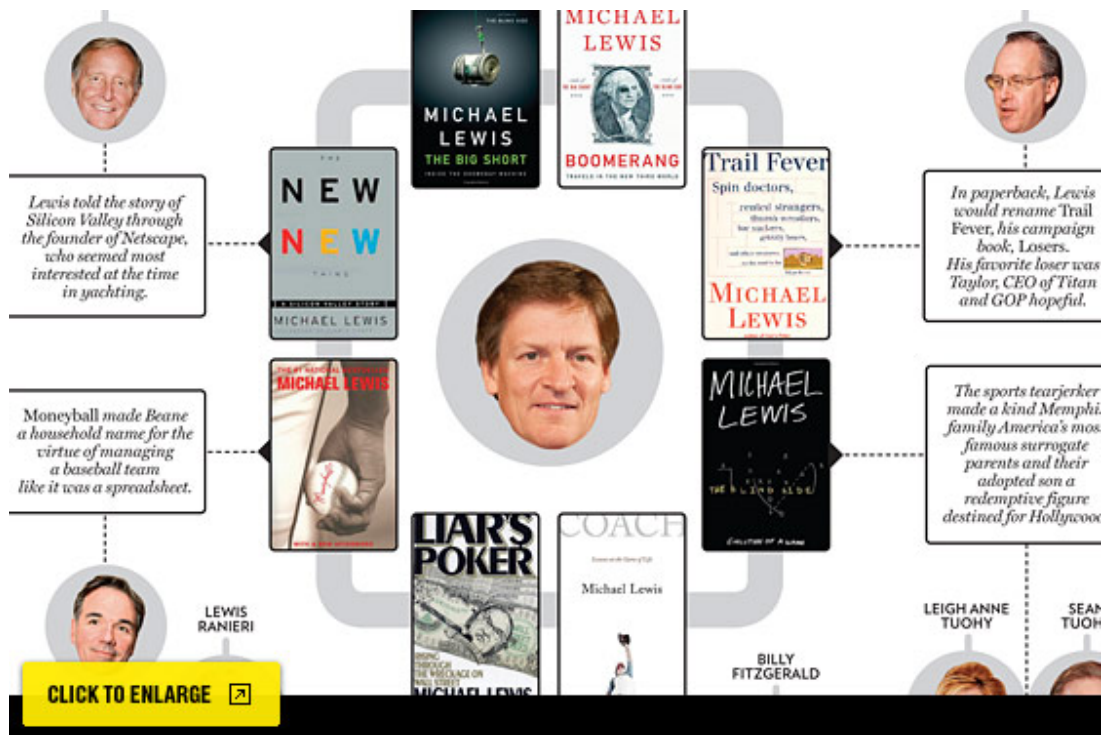 MICHAEL
LEWIS
THE BIG SHORT
INSIDE THE DOOMSDAY MACHINE
MICHAEL
LEWIS
BOOMERANG
TRAVELS IN THE NEW THIRD WORLD
Lewis told the story of
Silicon Valley through
the founder of Netscape,
who seemed most
interested at the time
in yachting.
THE
NEW
NEW
THING
A SILICON VALLEY STORY
MICHAEL LEWIS
Trail Fever
Spin doctors,
rented strangers,
thumb wrestlers,
toe suckers,
grizzly bears,
MICHAEL
LEWIS
In paperback, Lewis
would rename Trail
Fever, his campaign
book, Losers.
His favorite loser was
Taylor, CEO of Titan
and GOP hopeful.
Moneyball made Beane
a household name for the
virtue of managing
a baseball team
like it was a spreadsheet.
THE #1 NATIONAL BESTSELLER
MICHAEL LEWIS
MICHAEL
LEWIS
THE BLIND SIDE
EVOLUTION OF A GAME
The sports tearjerker
made a kind Memphis
family America's mos
famous surrogate
parents and their
adopted son a
redemptive figure
destined for Hollywood
LIAR'S
POKER
RISING
THROUGH
THE WRECKAGE ON
WALL STREET
MICHAEL LEWIS
COACH
Lessons on the Game of Life
Michael Lewis
LEWIS
RANIERI
BILLY
FITZGERALD
LEIGH ANNE
TUOHY
SEAN
TUOH
CLICK TO ENLARGE